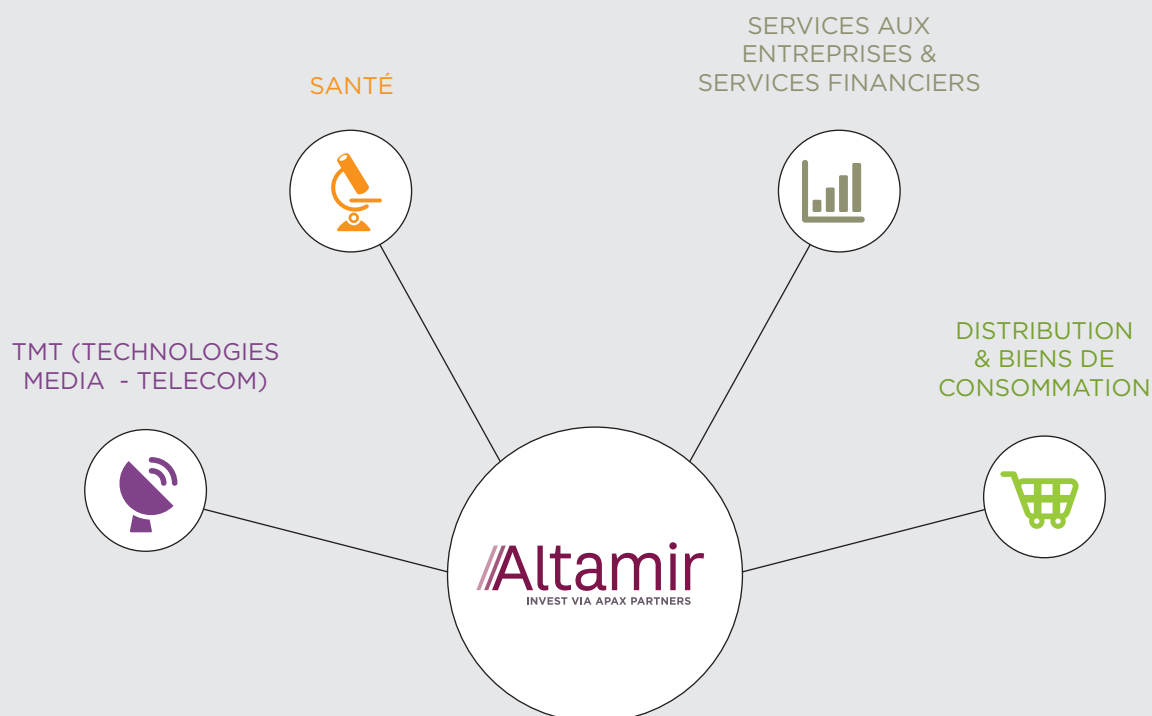 SERVICES AUX
ENTREPRISES &
SERVICES FINANCIERS
SANTÉ
DISTRIBUTION
& BIENS DE
CONSOMMATION
TMT (TECHNOLOGIES
MEDIA - TELECOM)
Altamir
INVEST VIA APAX PARTNERS